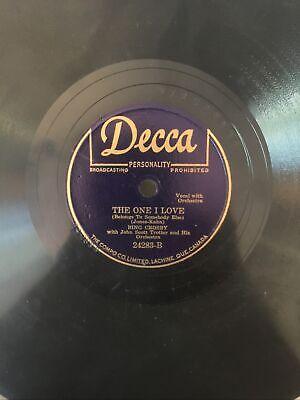 Decca
PERSONALITY
BROADCASTING PROHIBITED
Vocal with
Orchestra
THE ONE I LOVE
(Belongs To Somebody Else)
(Jones-Kahn)
BING CROSBY
with John Scott Trotter and His
Orchestra
24283-B
THE COMPO CO. LIMITED, LACHINE, QUE. CANADA